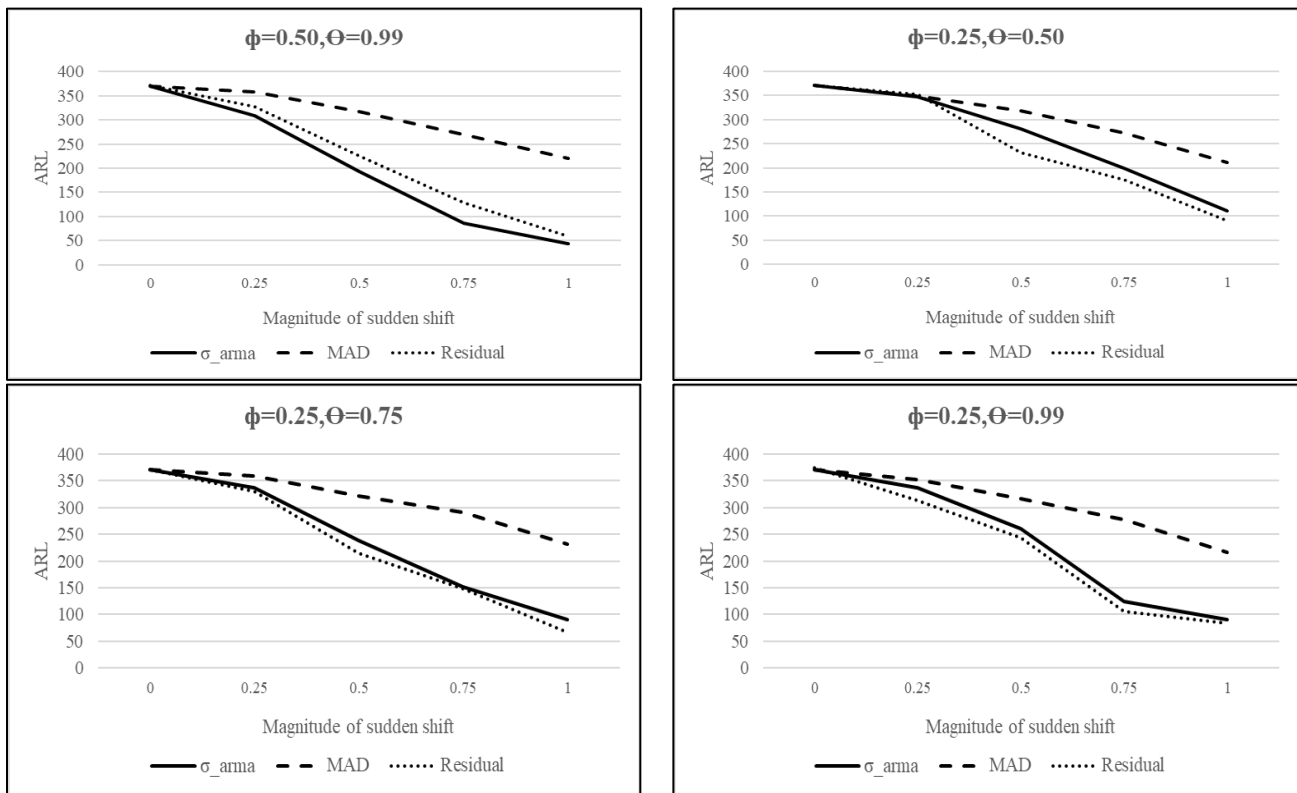 ϕ=0.50,ϴ=0.99
400
350
300
250
200
150
100
50
0
ARL
0 0.25 0.5 0.75 1
Magnitude of sudden shift
σ_arma MAD Residual
ϕ=0.25,ϴ=0.50
400
350
300
250
200
150
100
50
0
ARL
0 0.25 0.5 0.75 1
Magnitude of sudden shift
σ_arma MAD Residual
ϕ=0.25,ϴ=0.75
400
350
300
250
200
150
100
50
0
ARL
0 0.25 0.5 0.75 1
Magnitude of sudden shift
σ_arma MAD Residual
ϕ=0.25,ϴ=0.99
400
350
300
250
200
150
100
50
0
ARL
0 0.25 0.5 0.75 1
Magnitude of sudden shift
σ_arma MAD Residual